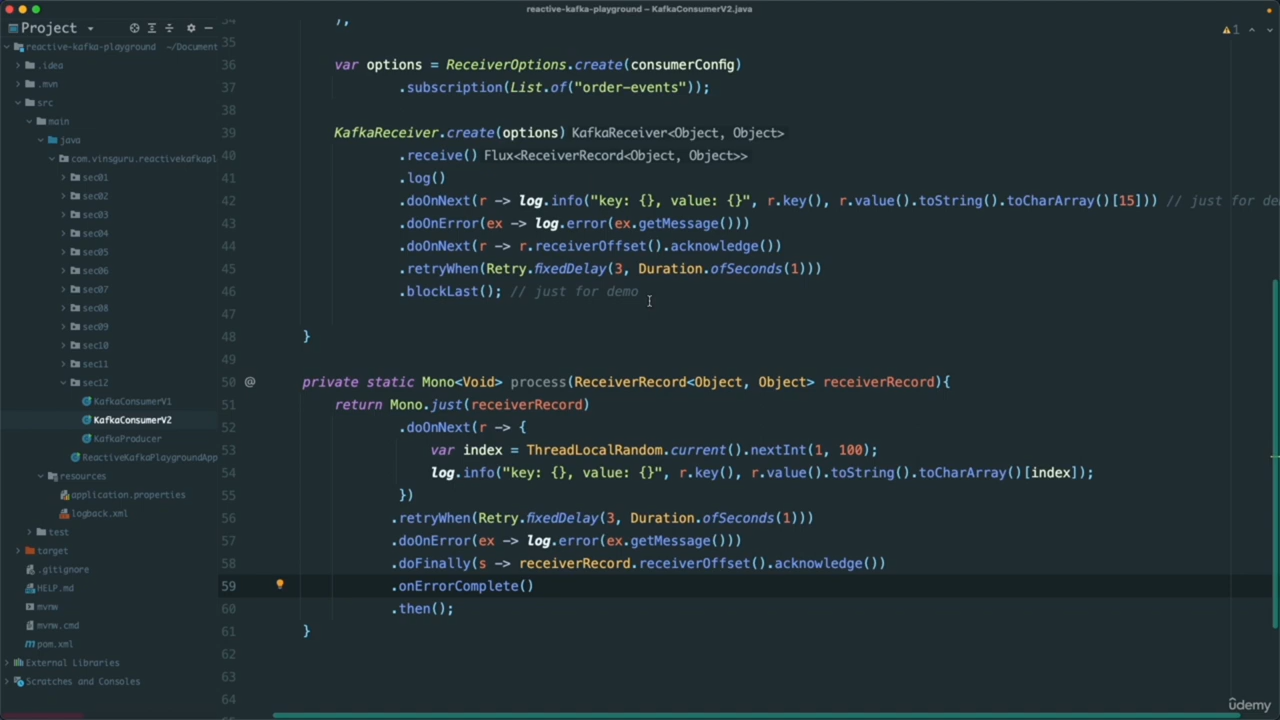 reactive-kafka-playground – KafkaConsumerV2.java
Project
reactive-kafka-playground ~/Document
.idea
.mvn
src
main
java
com.vinsguru.reactivekafkapl
sec01
sec02
sec03
sec04
sec05
sec06
sec07
sec08
sec09
sec10
sec11
sec12
KafkaConsumerV1
KafkaConsumerV2
KafkaProducer
ReactiveKafkaPlaygroundApp
resources
application.properties
logback.xml
test
target
.gitignore
HELP.md
mvnw
mvnw.cmd
pom.xml
External Libraries
Scratches and Consoles
1
34 );
35
36 var options = ReceiverOptions.create(consumerConfig)
37 .subscription(List.of("order-events"));
38
39 KafkaReceiver.create(options) KafkaReceiver<Object, Object>
40 .receive() Flux<ReceiverRecord<Object, Object>>
41 .log()
42 .doOnNext(r -> log.info("key: {}, value: {}", r.key(), r.value().toString().toCharArray()[15])) // just for de
43 .doOnError(ex -> log.error(ex.getMessage()))
44 .doOnNext(r -> r.receiverOffset().acknowledge())
45 .retryWhen(Retry.fixedDelay(3, Duration.ofSeconds(1)))
46 .blockLast(); // just for demo
47
48 }
49
50 @ private static Mono<Void> process(ReceiverRecord<Object, Object> receiverRecord){
51 return Mono.just(receiverRecord)
52 .doOnNext(r -> {
53 var index = ThreadLocalRandom.current().nextInt(1, 100);
54 log.info("key: {}, value: {}", r.key(), r.value().toString().toCharArray()[index]);
55 })
56 .retryWhen(Retry.fixedDelay(3, Duration.ofSeconds(1)))
57 .doOnError(ex -> log.error(ex.getMessage()))
58 .doFinally(s -> receiverRecord.receiverOffset().acknowledge())
59 .onErrorComplete()
60 .then();
61 }
62
63
64
ûdemy